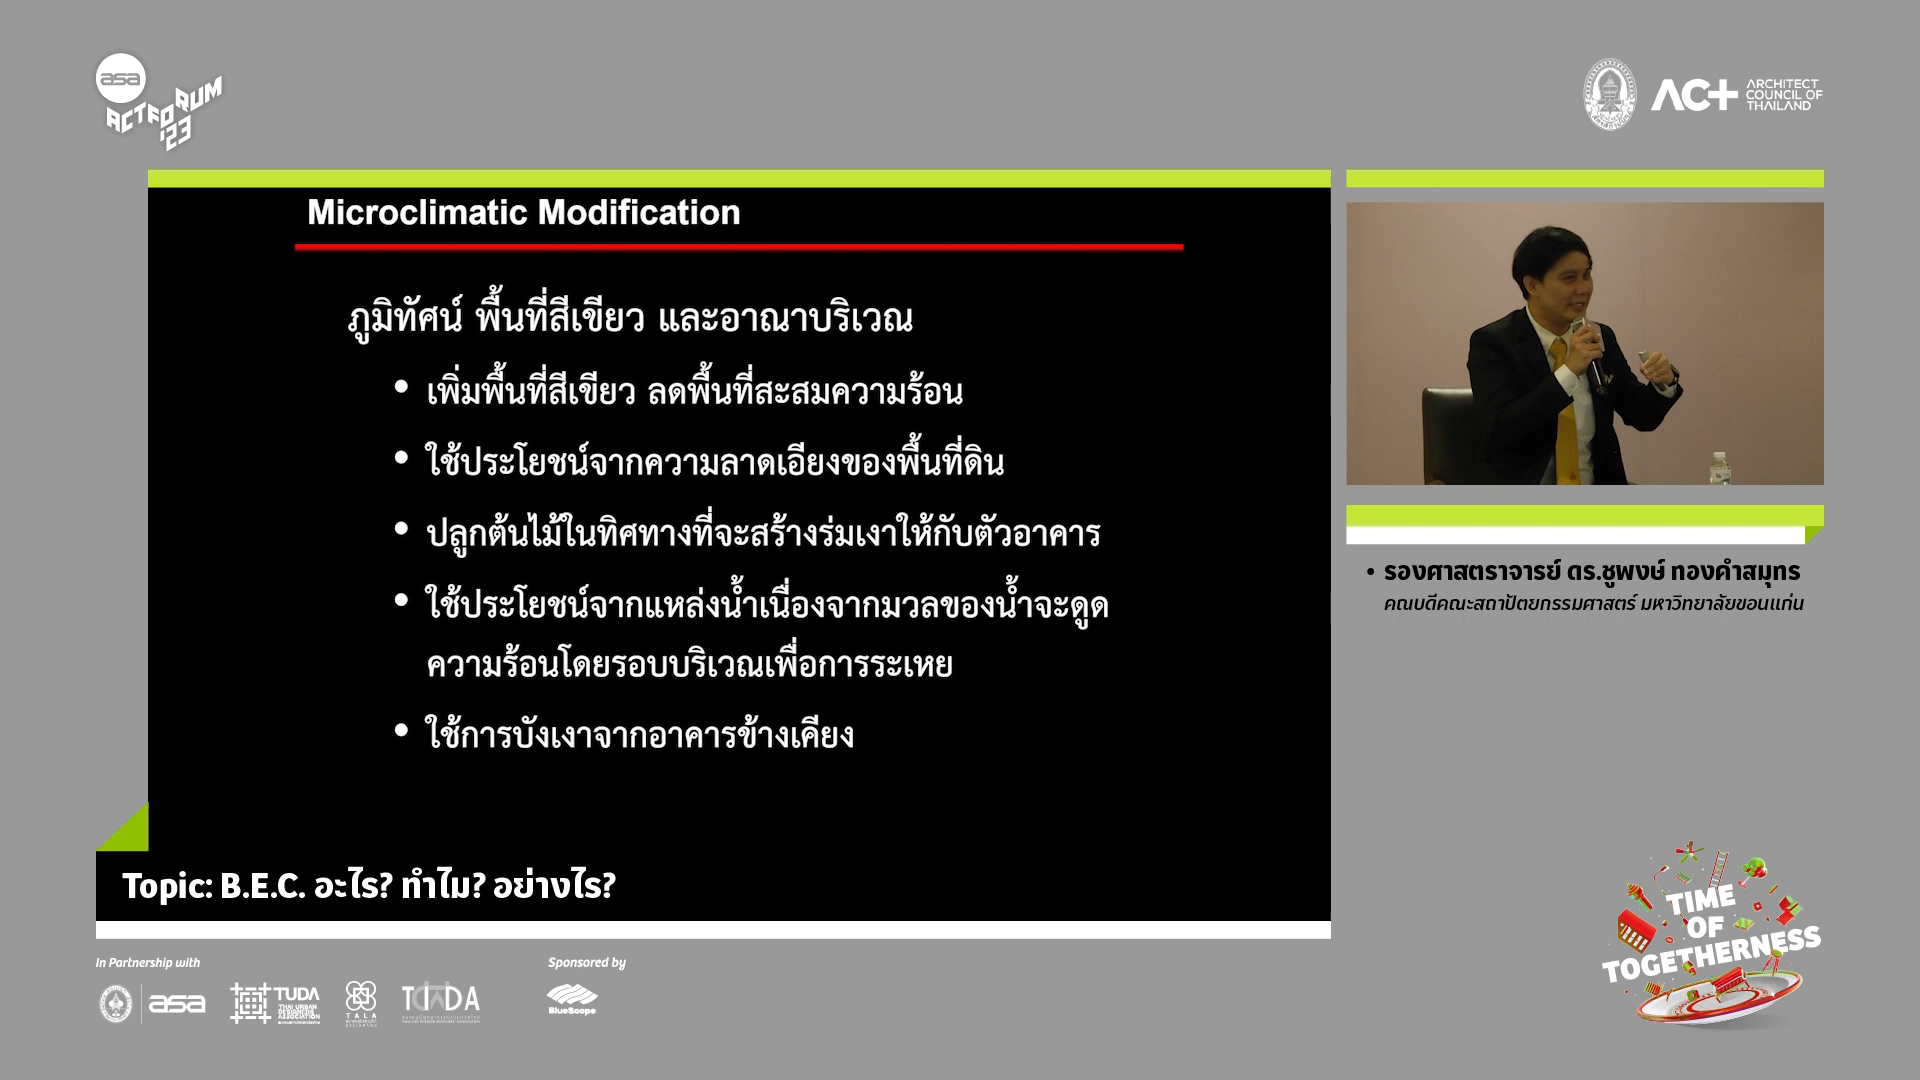 asa
ACTFORUM
'23
ACT
ARCHITECT
COUNCIL OF
THAILAND
Microclimatic Modification
ภูมิทัศน์ พื้นที่สีเขียว และอาณาบริเวณ
• เพิ่มพื้นที่สีเขียว ลดพื้นที่สะสมความร้อน
• ใช้ประโยชน์จากความลาดเอียงของพื้นที่ดิน
• ปลูกต้นไม้ในทิศทางที่จะสร้างร่มเงาให้กับตัวอาคาร
• ใช้ประโยชน์จากแหล่งน้ำเนื่องจากมวลของน้ำจะดูด
ความร้อนโดยรอบบริเวณเพื่อการระเหย
• ใช้การบังเงาจากอาคารข้างเคียง
• รองศาสตราจารย์ ดร.ชูพงษ์ ทองคำสมุทร
คณบดีคณะสถาปัตยกรรมศาสตร์ มหาวิทยาลัยขอนแก่น
Topic: B.E.C. อะไร? ทำไม? อย่างไร?
TIME
OF
TOGETHERNESS
In Partnership with
asa
TUDA
THAI URBAN
DESIGNERS
ASSOCIATION
TALA
TIDA
Sponsored by
BlueScope